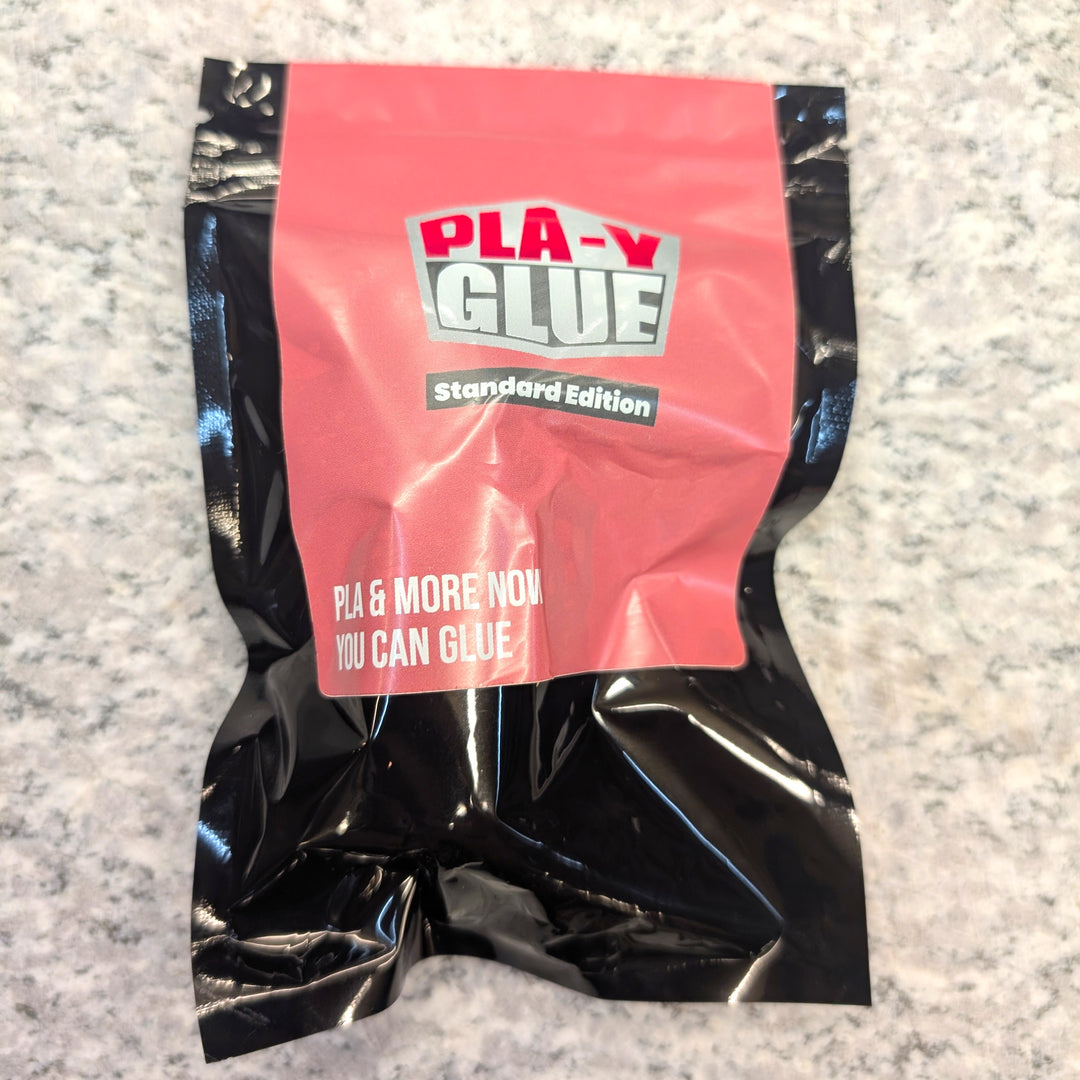 PLA-Y
GLUE
Standard Edition
PLA & MORE NOW
YOU CAN GLUE